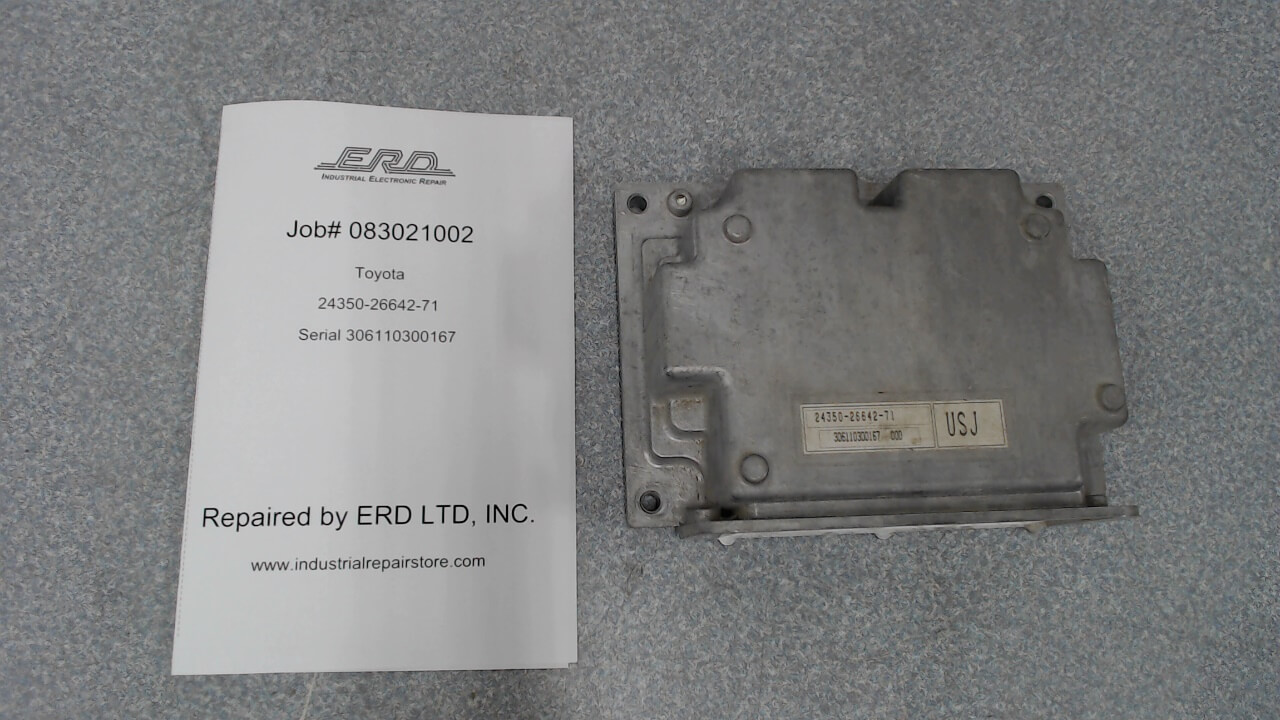 ERD
INDUSTRIAL ELECTRONIC REPAIR
Job# 083021002
Toyota
24350-26642-71
Serial 306110300167
Repaired by ERD LTD, INC.
www.industrialrepairstore.com
24350-26642-71
306110300167 000
USJ